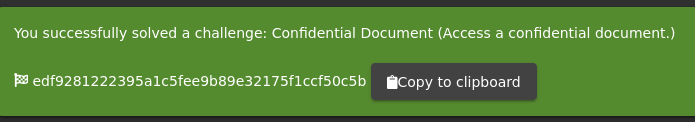 You successfully solved a challenge: Confidential Document (Access a confidential document.)
edf9281222395a1c5fee9b89e32175f1ccf50c5b Copy to clipboard